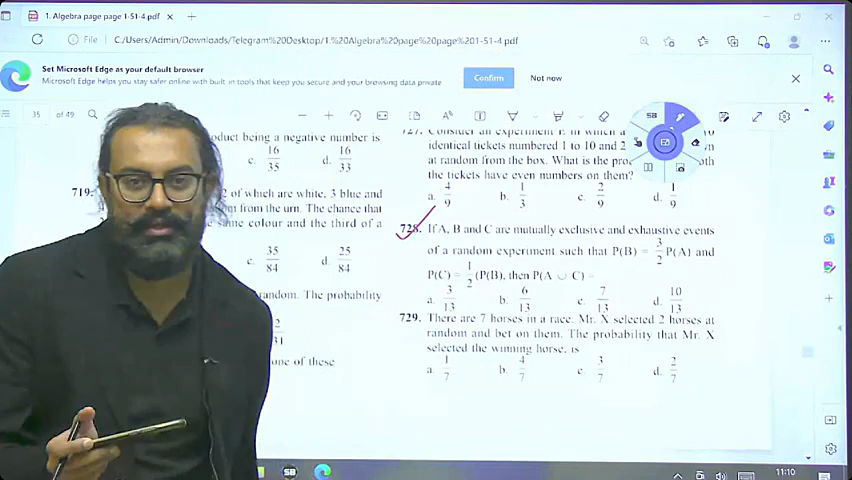 1. Algebra page page 1-51-4.pdf
File C:/Users/Admin/Downloads/Telegram%20Desktop/1.%20Algebra%20page%20page%201-51-4.pdf
Set Microsoft Edge as your default browser
Microsoft Edge helps you stay safer online with built-in tools that keep you secure and your browsing data private
Confirm
Not now
35 of 49
oduct being a negative number is
c. 16/35 d. 16/33
719.
2 of which are white, 3 blue and
from the urn. The chance that
same colour and the third of a
c. 35/84 d. 25/84
random. The probability
one of these
727. Consider an experiment E in which a
identical tickets numbered 1 to 10 and 2
at random from the box. What is the
the tickets have even numbers on them?
a. 4/9 b. 1/3 c. 2/9 d. 1/9
728. If A, B and C are mutually exclusive and exhaustive events
of a random experiment such that P(B) = 3/2 P(A) and
P(C) = 1/2 (P(B), then P(A ∪ C) =
a. 3/13 b. 6/13 c. 7/13 d. 10/13
729. There are 7 horses in a race. Mr. X selected 2 horses at
random and bet on them. The probability that Mr. X
selected the winning horse, is
a. 1/7 b. 4/7 c. 3/7 d. 2/7
SB
SB
11:10